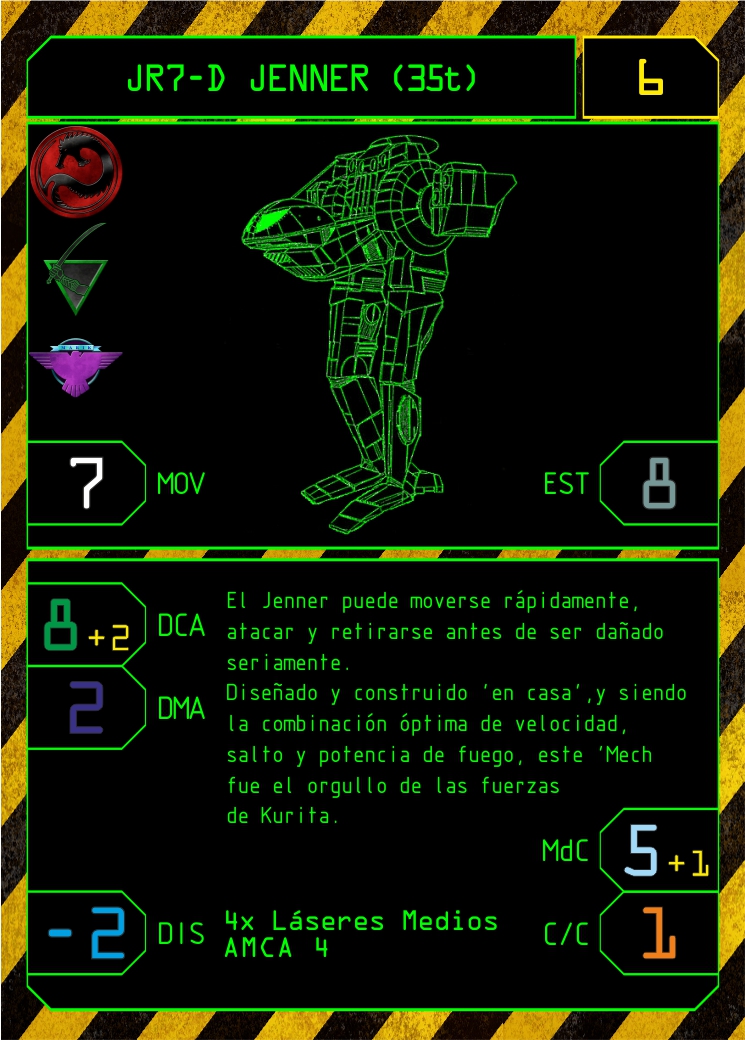 JR7-D JENNER (35t)
6
MARIK
7 MOV
EST 8
8 +2 DCA
El Jenner puede moverse rápidamente,
atacar y retirarse antes de ser dañado
seriamente.
2 DMA
Diseñado y construido 'en casa',y siendo
la combinación óptima de velocidad,
salto y potencia de fuego, este 'Mech
fue el orgullo de las fuerzas
de Kurita.
MdC 5 +1
-2 DIS
4x Láseres Medios
AMCA 4
C/C 1